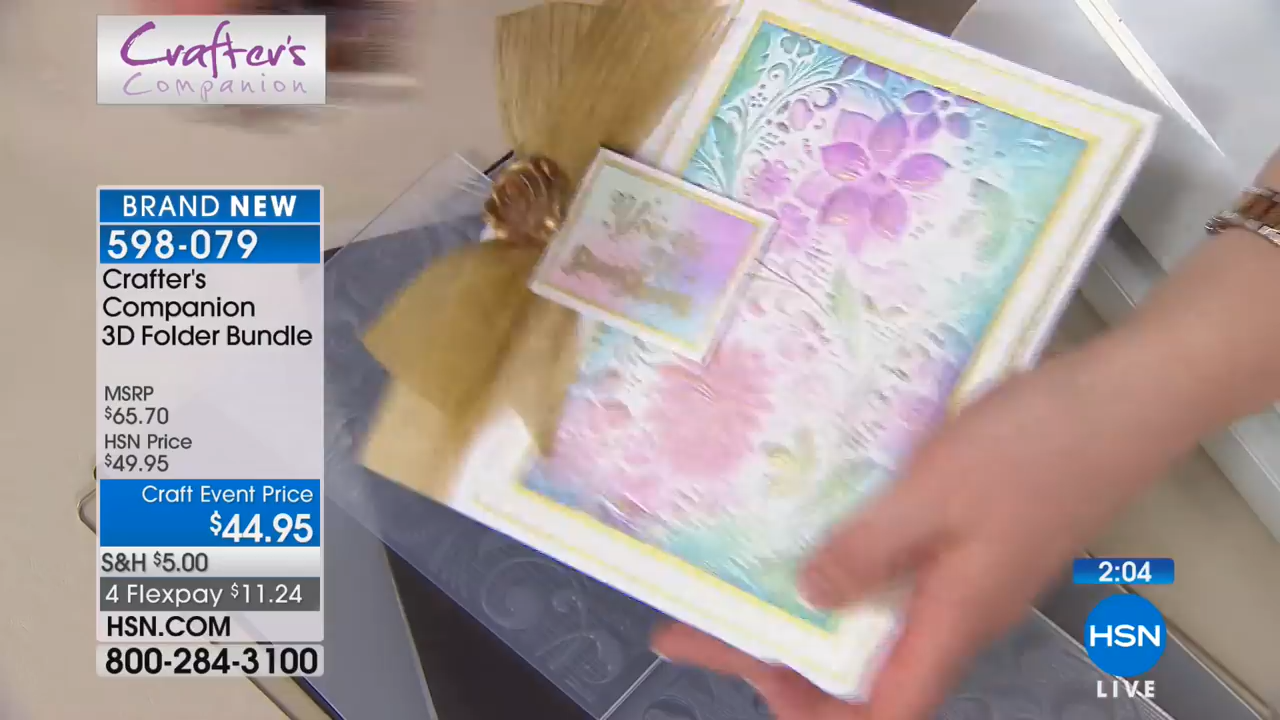 Crafter's
Companion
BRAND NEW
598-079
Crafter's
Companion
3D Folder Bundle
MSRP
$65.70
HSN Price
$49.95
Craft Event Price
$44.95
S&H $5.00
4 Flexpay $11.24
HSN.COM
800-284-3100
2:04
HSN
LIVE